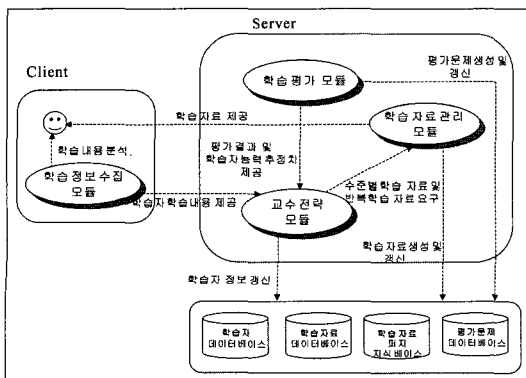 Server
Client
평가문제생성 및
갱신
학습평가 모듈
학습자료 제공
학습자료관리
모듈
학습내용분석.
평가결과 및
학습자능력추정차
제공
학습정보수집
모듈
수준별학습 자료 및
반복학습 자료요구
학습자학습내용 제공
교수전략
모듈
학습자료생성 및
갱신
학습자 정보 갱신
학습자
데이터베이스
학습자료
데이터베이스
학습자료
퍼지
지식베이스
평가문제
데이터베이스